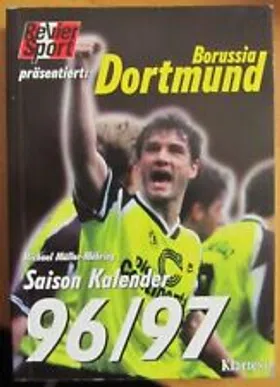 ReVier
Sport
präsentiert:
Borussia
Dortmund
Michael Müller-Möhring
Saison Kalender
96/97
Klartext